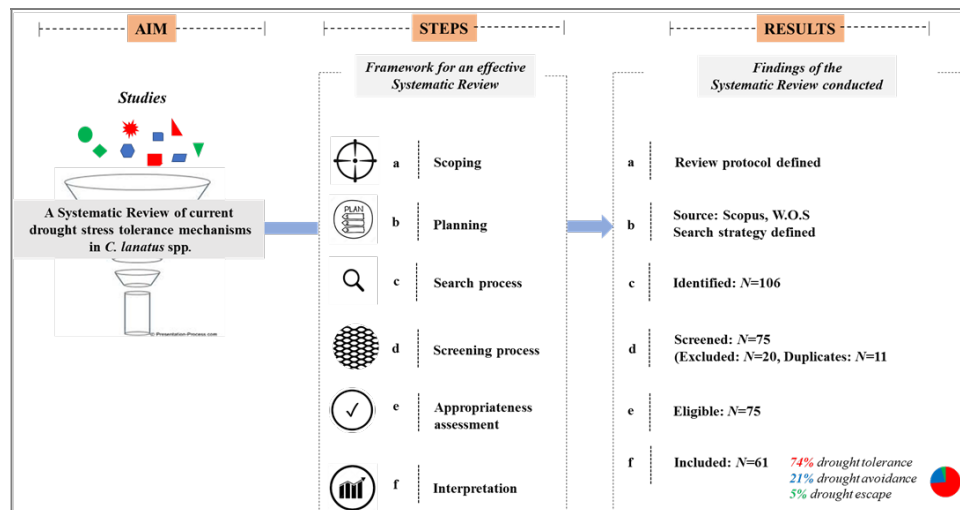 AIM
STEPS
RESULTS
Studies
A Systematic Review of current
drought stress tolerance mechanisms
in C. lanatus spp.
© Presentation-Process.com
Framework for an effective
Systematic Review
a Scoping
PLAN
b Planning
c Search process
d Screening process
e Appropriateness
assessment
f Interpretation
Findings of the
Systematic Review conducted
a Review protocol defined
b Source: Scopus, W.O.S
Search strategy defined
c Identified: N=106
d Screened: N=75
(Excluded: N=20, Duplicates: N=11
e Eligible: N=75
f Included: N=61
74% drought tolerance
21% drought avoidance
5% drought escape